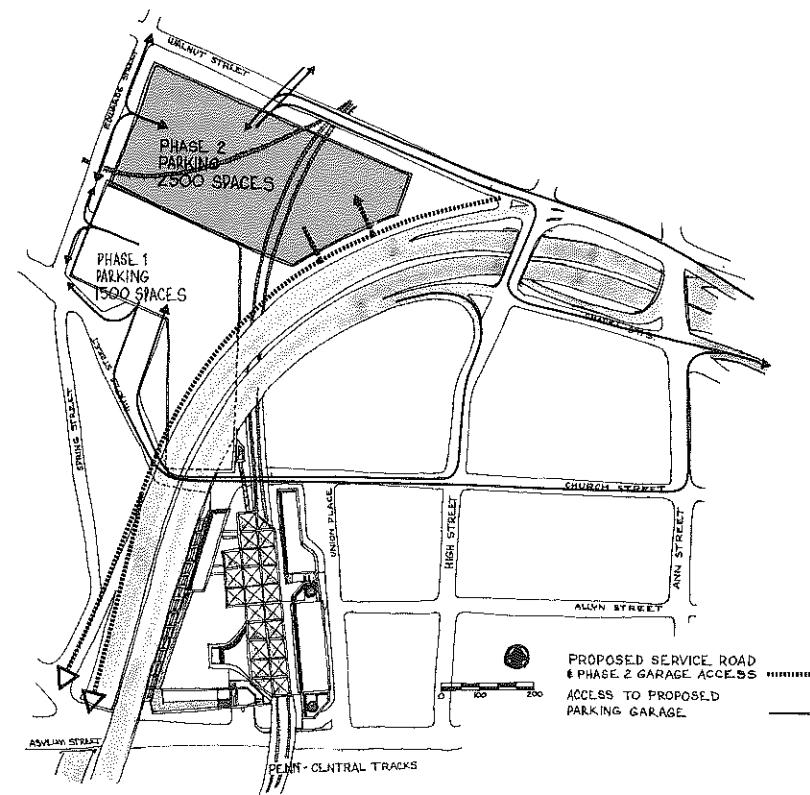 WALNUT STREET
PHASE 2
PARKING
2500 SPACES
PHASE 1
PARKING
1500 SPACES
STREET
SPRING STREET
UNION PLACE
HIGH STREET
CHURCH STREET
ANN STREET
ALLYN STREET
PROPOSED SERVICE ROAD
& PHASE 2 GARAGE ACCESS
ACCESS TO PROPOSED
PARKING GARAGE
0 100 200
ASYLUM STREET
PENN-CENTRAL TRACKS